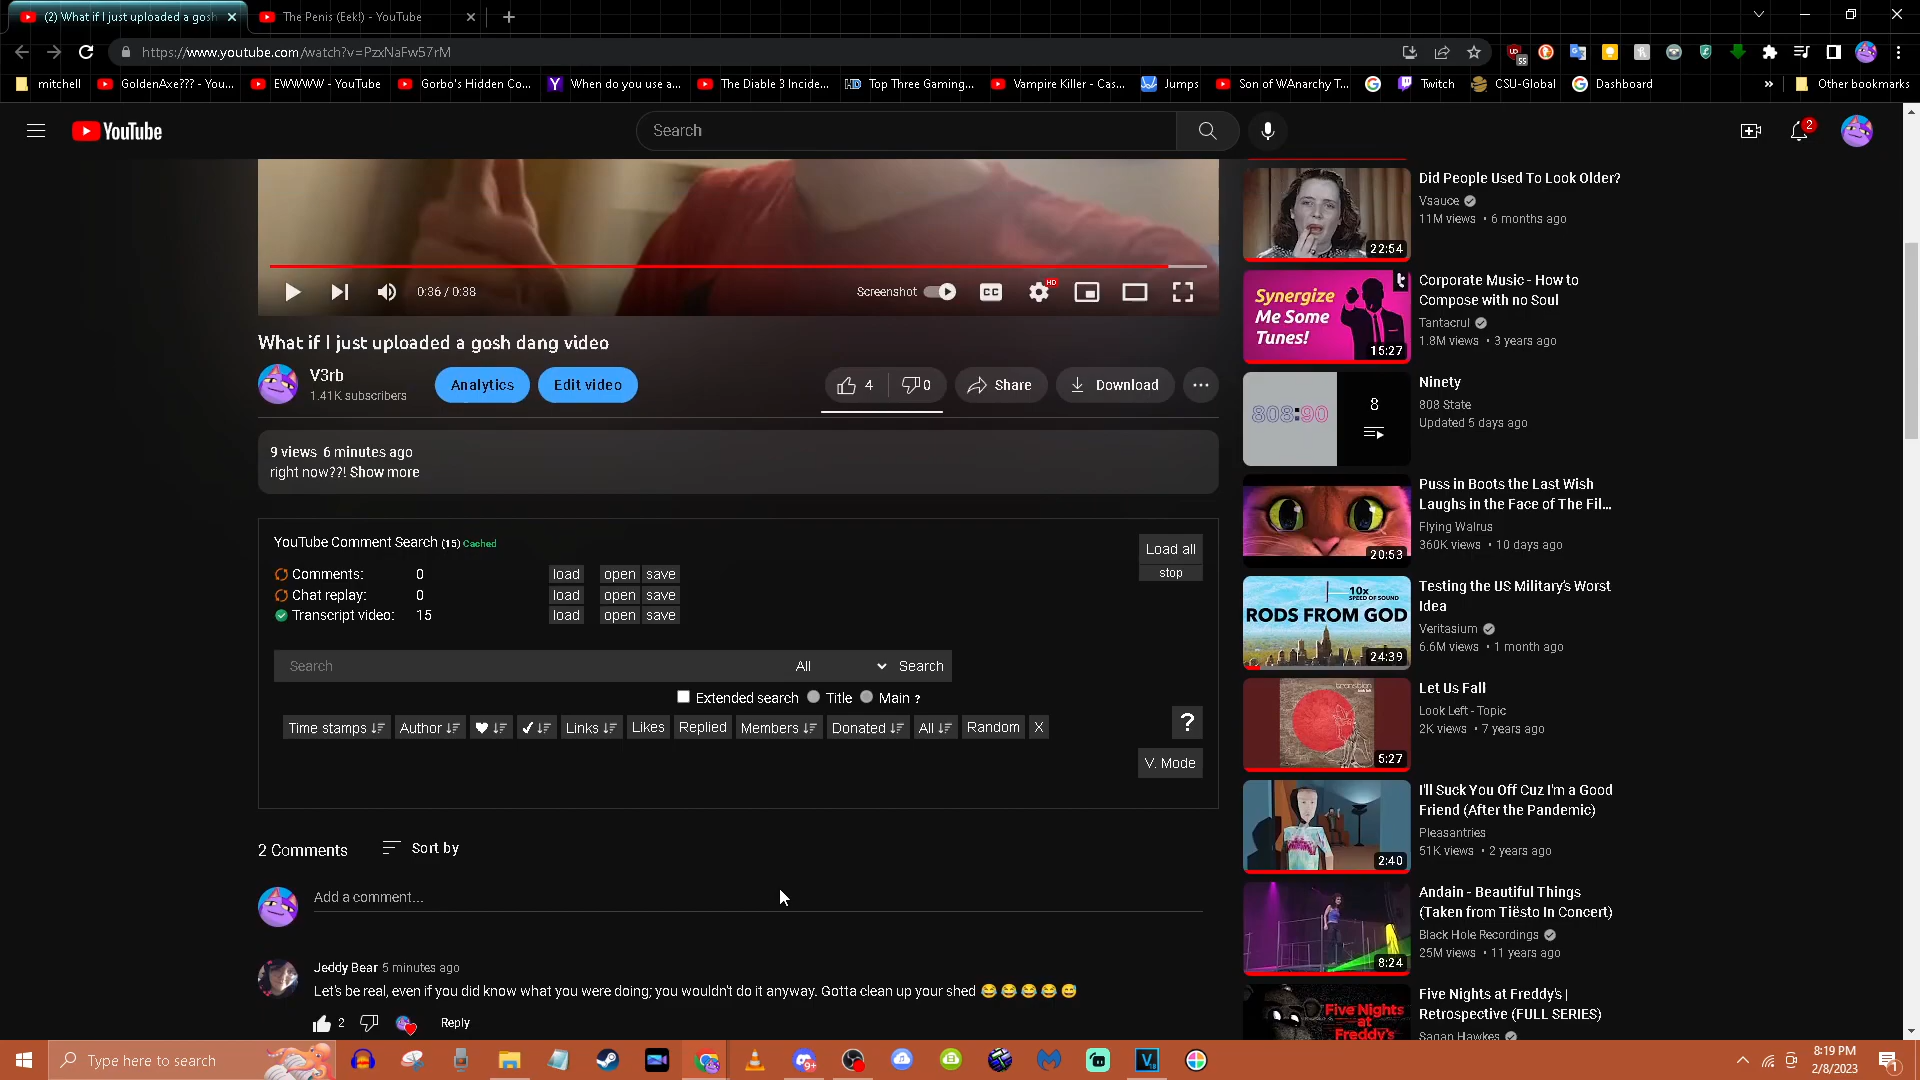 (2) What if I just uploaded a gosh
The Penis (Eek!) - YouTube
https://www.youtube.com/watch?v=PzxNaFw57rM
55
mitchell
GoldenAxe??? - You...
EWWWW - YouTube
Gorbo's Hidden Co...
When do you use a...
The Diable 3 Incide...
Top Three Gaming...
Vampire Killer - Cas...
Jumps
Son of WAnarchy T...
Twitch
CSU-Global
Dashboard
»
Other bookmarks
YouTube
Search
2
0:36 / 0:38
Screenshot
CC
HD
What if I just uploaded a gosh dang video
V3rb
1.41K subscribers
Analytics
Edit video
4
0
Share
Download
9 views 6 minutes ago
right now??! Show more
YouTube Comment Search (15) Cached
Load all
stop
Comments: 0 load open save
Chat replay: 0 load open save
Transcript video: 15 load open save
Search All Search
Extended search Title Main ?
Time stamps Author Links Likes Replied Members Donated All Random X
?
V. Mode
2 Comments Sort by
Add a comment...
Jeddy Bear 5 minutes ago
Let's be real, even if you did know what you were doing; you wouldn't do it anyway. Gotta clean up your shed 😂😂😂😂😅
2 Reply
Did People Used To Look Older?
Vsauce
11M views • 6 months ago
22:54
Synergize
Me Some
Tunes!
t
15:27
Corporate Music - How to
Compose with no Soul
Tantacrul
1.8M views • 3 years ago
808:90
8
Ninety
808 State
Updated 5 days ago
20:53
Puss in Boots the Last Wish
Laughs in the Face of The Fil...
Flying Walrus
360K views • 10 days ago
10x
SPEED OF SOUND
RODS FROM GOD
24:39
Testing the US Military's Worst
Idea
Veritasium
6.6M views • 1 month ago
5:27
Let Us Fall
Look Left - Topic
2K views • 7 years ago
2:40
I'll Suck You Off Cuz I'm a Good
Friend (After the Pandemic)
Pleasantries
51K views • 2 years ago
8:24
Andain - Beautiful Things
(Taken from Tiësto In Concert)
Black Hole Recordings
25M views • 11 years ago
Five Nights
at
Freddy's
Five Nights at Freddy's |
Retrospective (FULL SERIES)
Sagan Hawkes
Type here to search
9+
V
8:19 PM
2/8/2023
1